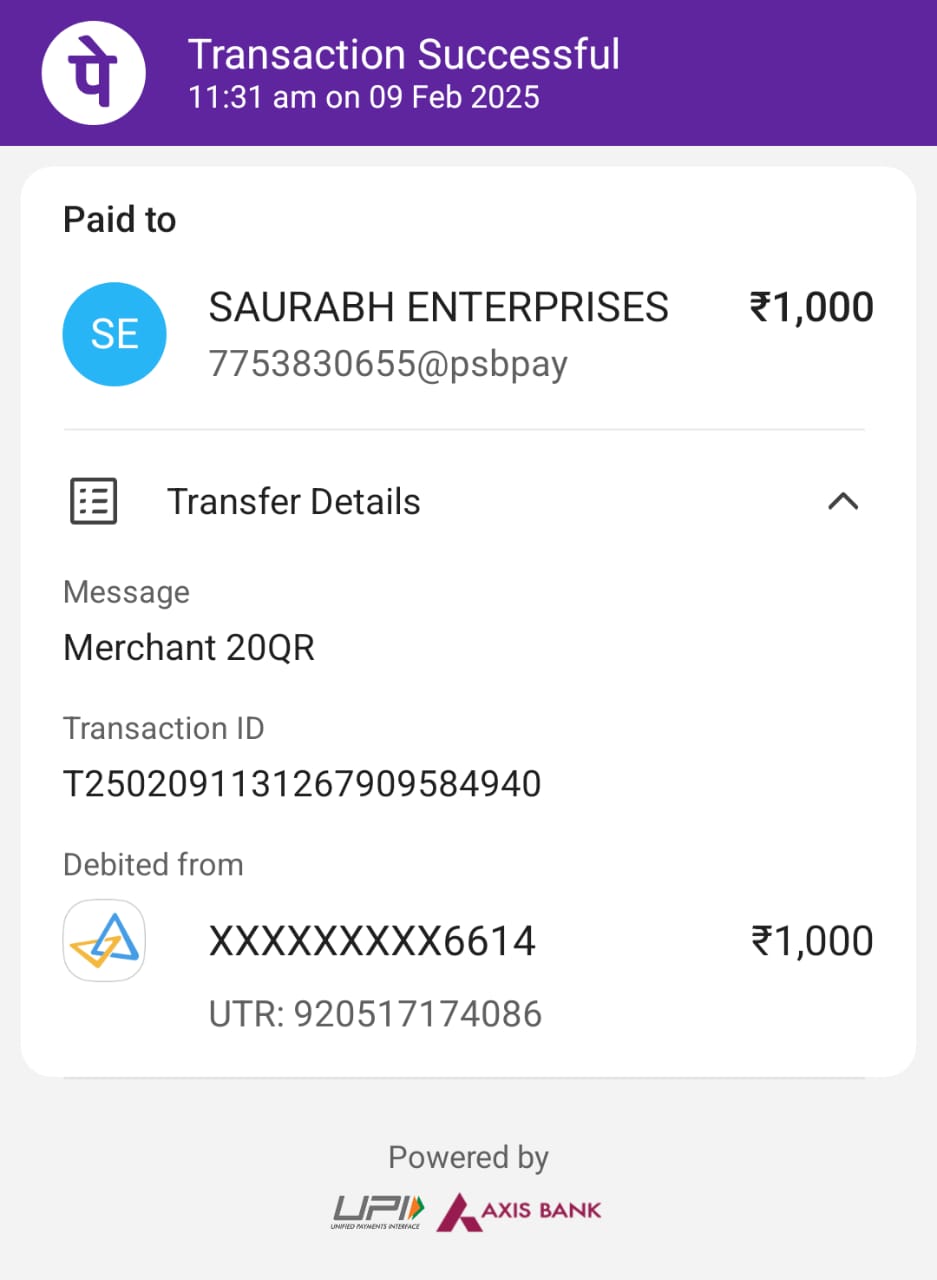 पे
Transaction Successful
11:31 am on 09 Feb 2025
Paid to
SE
SAURABH ENTERPRISES ₹1,000
7753830655@psbpay
Transfer Details
Message
Merchant 20QR
Transaction ID
T2502091131267909584940
Debited from
XXXXXXXXX6614 ₹1,000
UTR: 920517174086
Powered by
UPI AXIS BANK
UNIFIED PAYMENTS INTERFACE